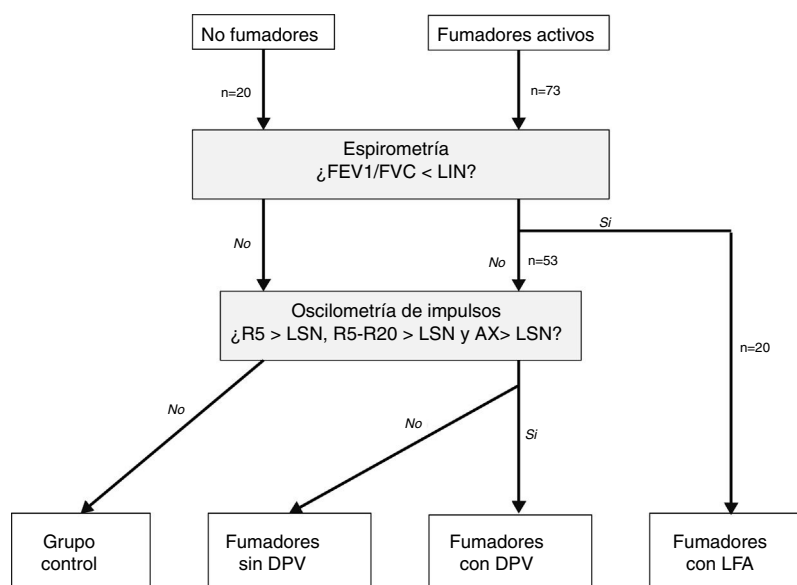 No fumadores
Fumadores activos
n=20
n=73
Espirometría
¿FEV1/FVC < LIN?
Si
No
No
n=53
Oscilometría de impulsos
¿R5 > LSN, R5-R20 > LSN y AX> LSN?
n=20
No
No
Si
Grupo
control
Fumadores
sin DPV
Fumadores
con DPV
Fumadores
con LFA